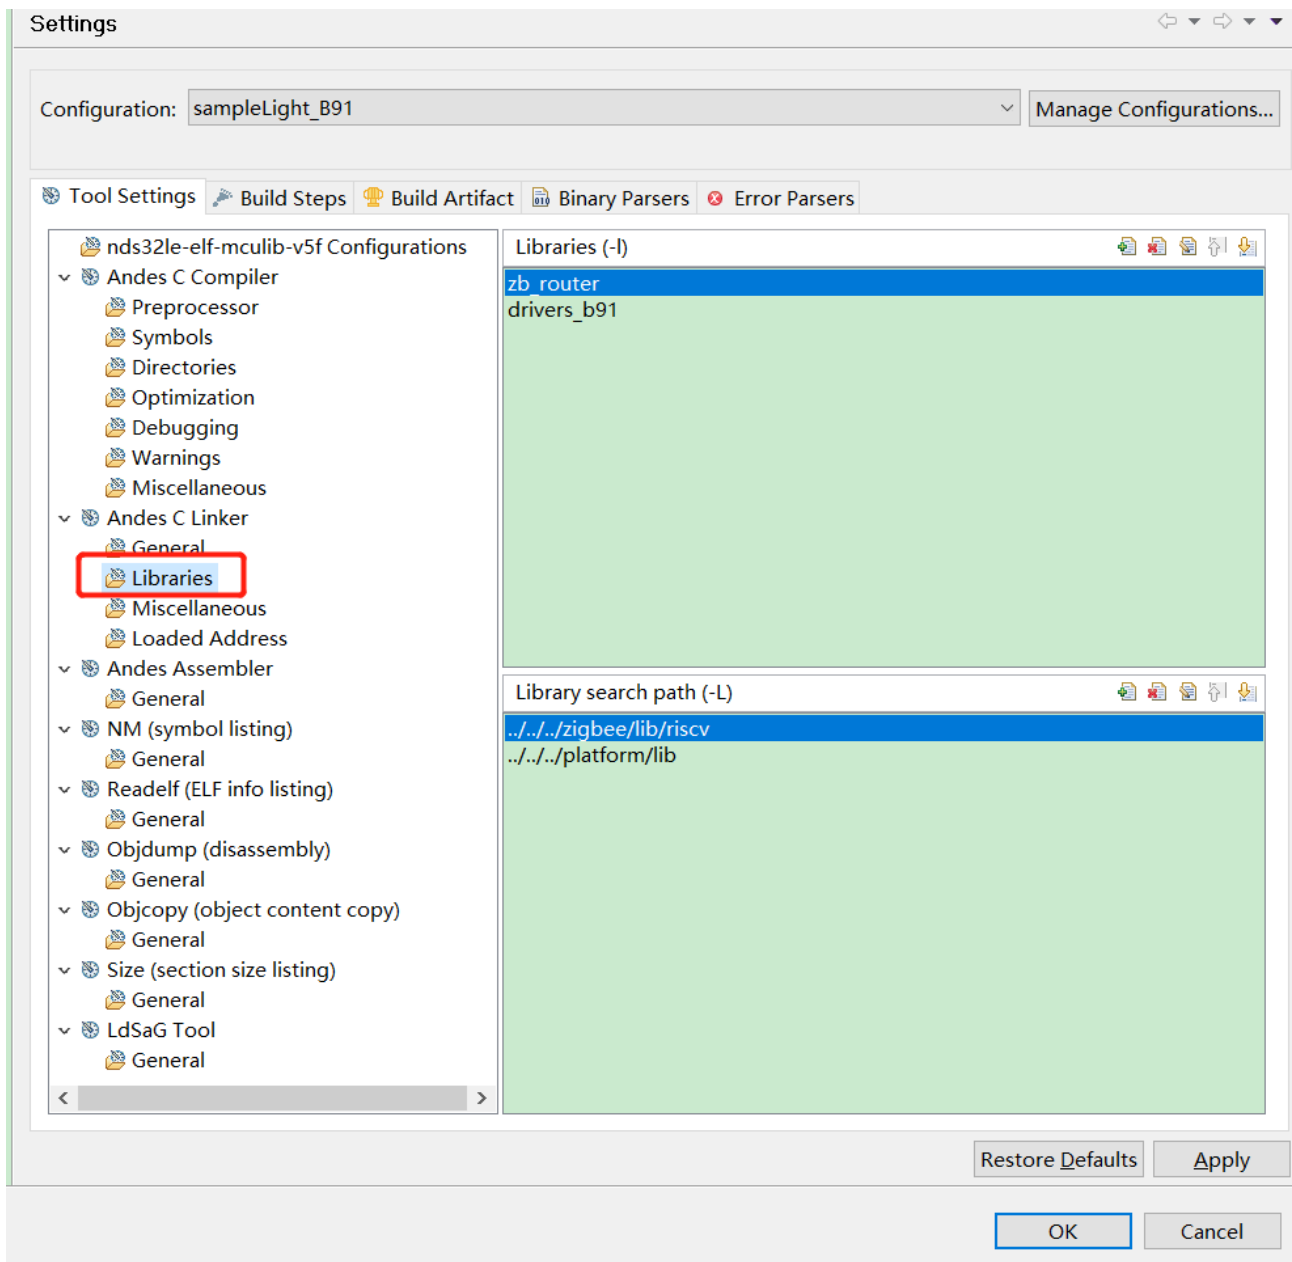 Settings
Configuration: sampleLight_B91 Manage Configurations...
Tool Settings Build Steps Build Artifact Binary Parsers Error Parsers
nds32le-elf-mculib-v5f Configurations
Andes C Compiler
Preprocessor
Symbols
Directories
Optimization
Debugging
Warnings
Miscellaneous
Andes C Linker
General
Libraries
Miscellaneous
Loaded Address
Andes Assembler
General
NM (symbol listing)
General
Readelf (ELF info listing)
General
Objdump (disassembly)
General
Objcopy (object content copy)
General
Size (section size listing)
General
LdSaG Tool
General
Libraries (-l)
zb_router
drivers_b91
Library search path (-L)
../../../zigbee/lib/riscv
../../../platform/lib
Restore Defaults Apply
OK Cancel